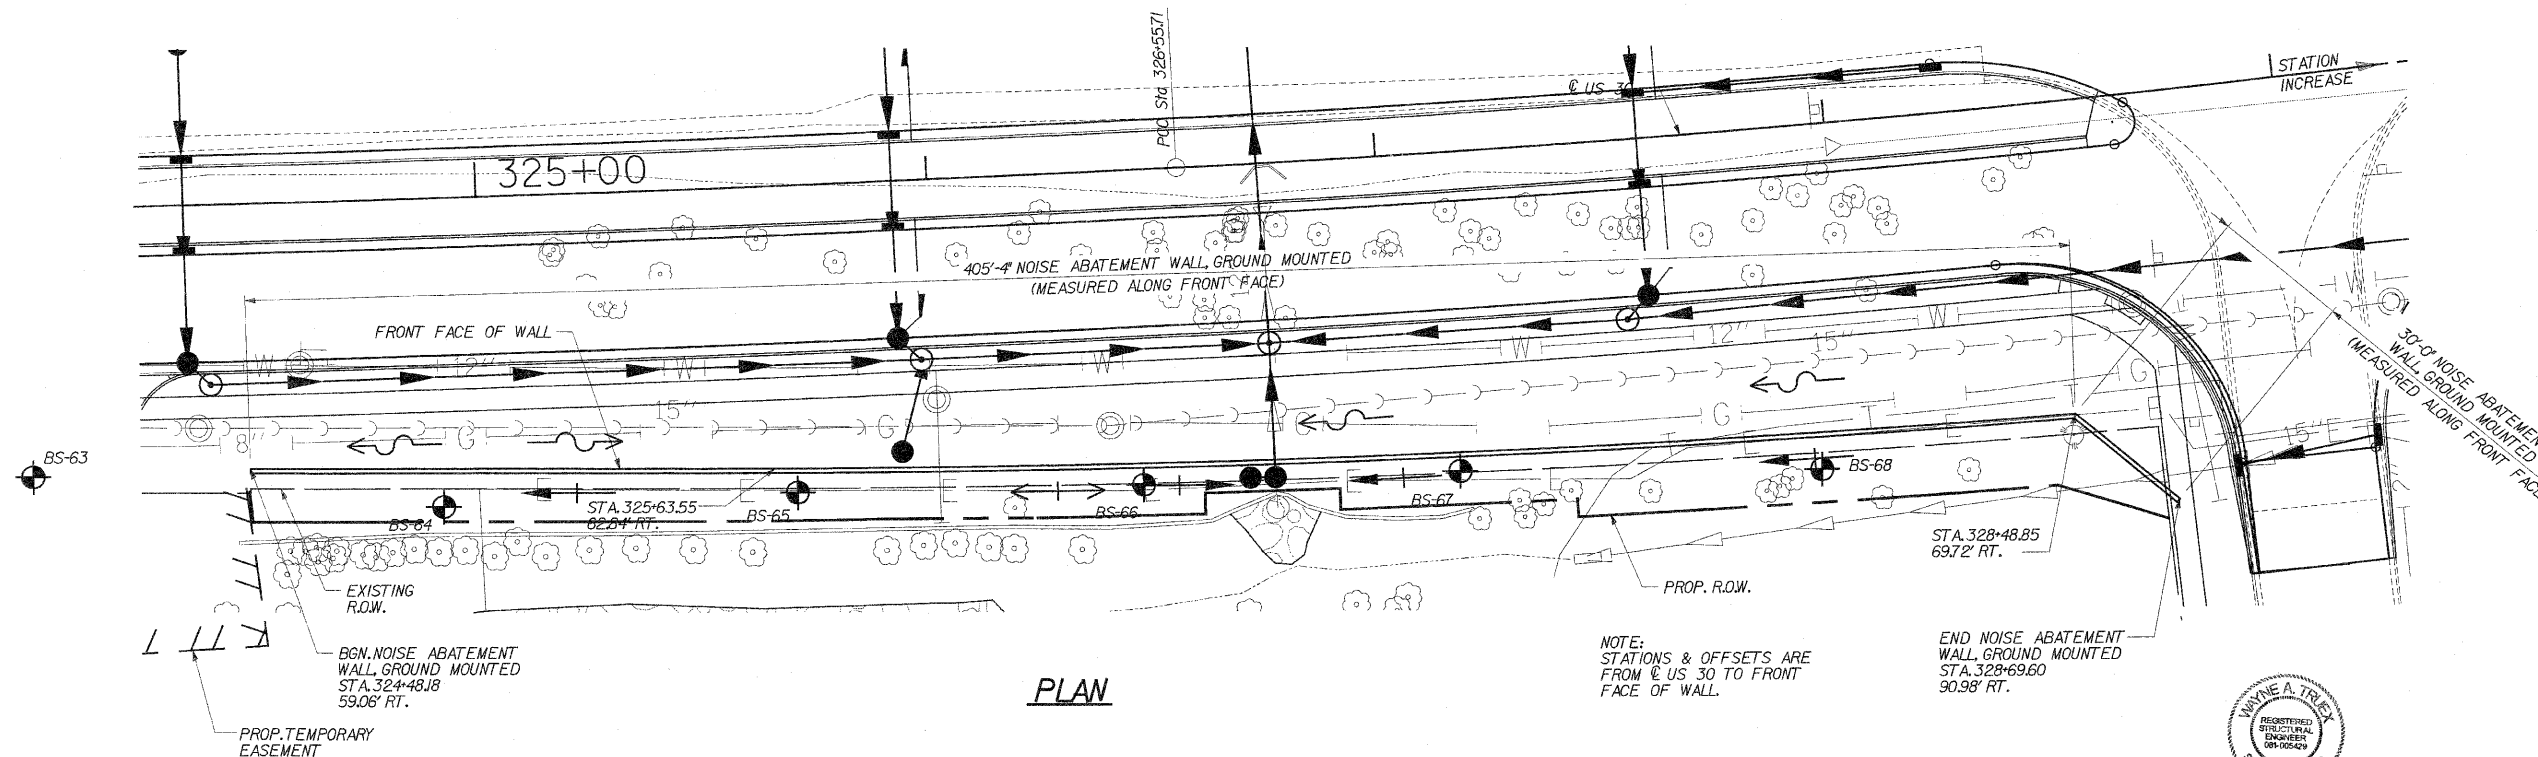 POC Sta 326+55.71
℄ US 30
STATION
INCREASE
325+00
405'-4" NOISE ABATEMENT WALL, GROUND MOUNTED
(MEASURED ALONG FRONT FACE)
FRONT FACE OF WALL
30'-0" NOISE ABATEMENT
WALL, GROUND MOUNTED
(MEASURED ALONG FRONT FACE
W
12"
W
W
W
12"
15"
W
W
15"
8"
G
G
G
G
G
15"E
BS-63
BS-64
STA. 325+63.55
62.84' RT.
BS-65
BS-66
BS-67
BS-68
STA. 328+48.85
69.72' RT.
EXISTING
R.O.W.
PROP. R.O.W.
BGN. NOISE ABATEMENT
WALL, GROUND MOUNTED
STA. 324+48.18
59.06' RT.
PROP. TEMPORARY
EASEMENT
PLAN
NOTE:
STATIONS & OFFSETS ARE
FROM ℄ US 30 TO FRONT
FACE OF WALL.
END NOISE ABATEMENT
WALL, GROUND MOUNTED
STA. 328+69.60
90.98' RT.
WAYNE A. TRUEX
REGISTERED
STRUCTURAL
ENGINEER
081-005429